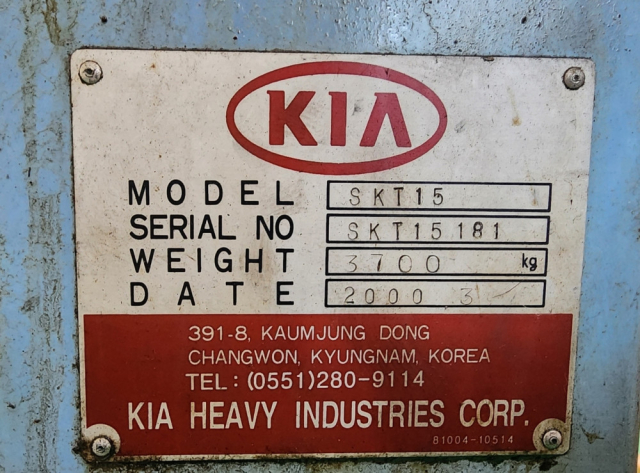 KIA
MODEL SKT15
SERIAL NO SKT15181
WEIGHT 3700 kg
DATE 2000 3
391-8, KAUMJUNG DONG
CHANGWON, KYUNGNAM, KOREA
TEL : (0551)280-9114
KIA HEAVY INDUSTRIES CORP.
81004-10514